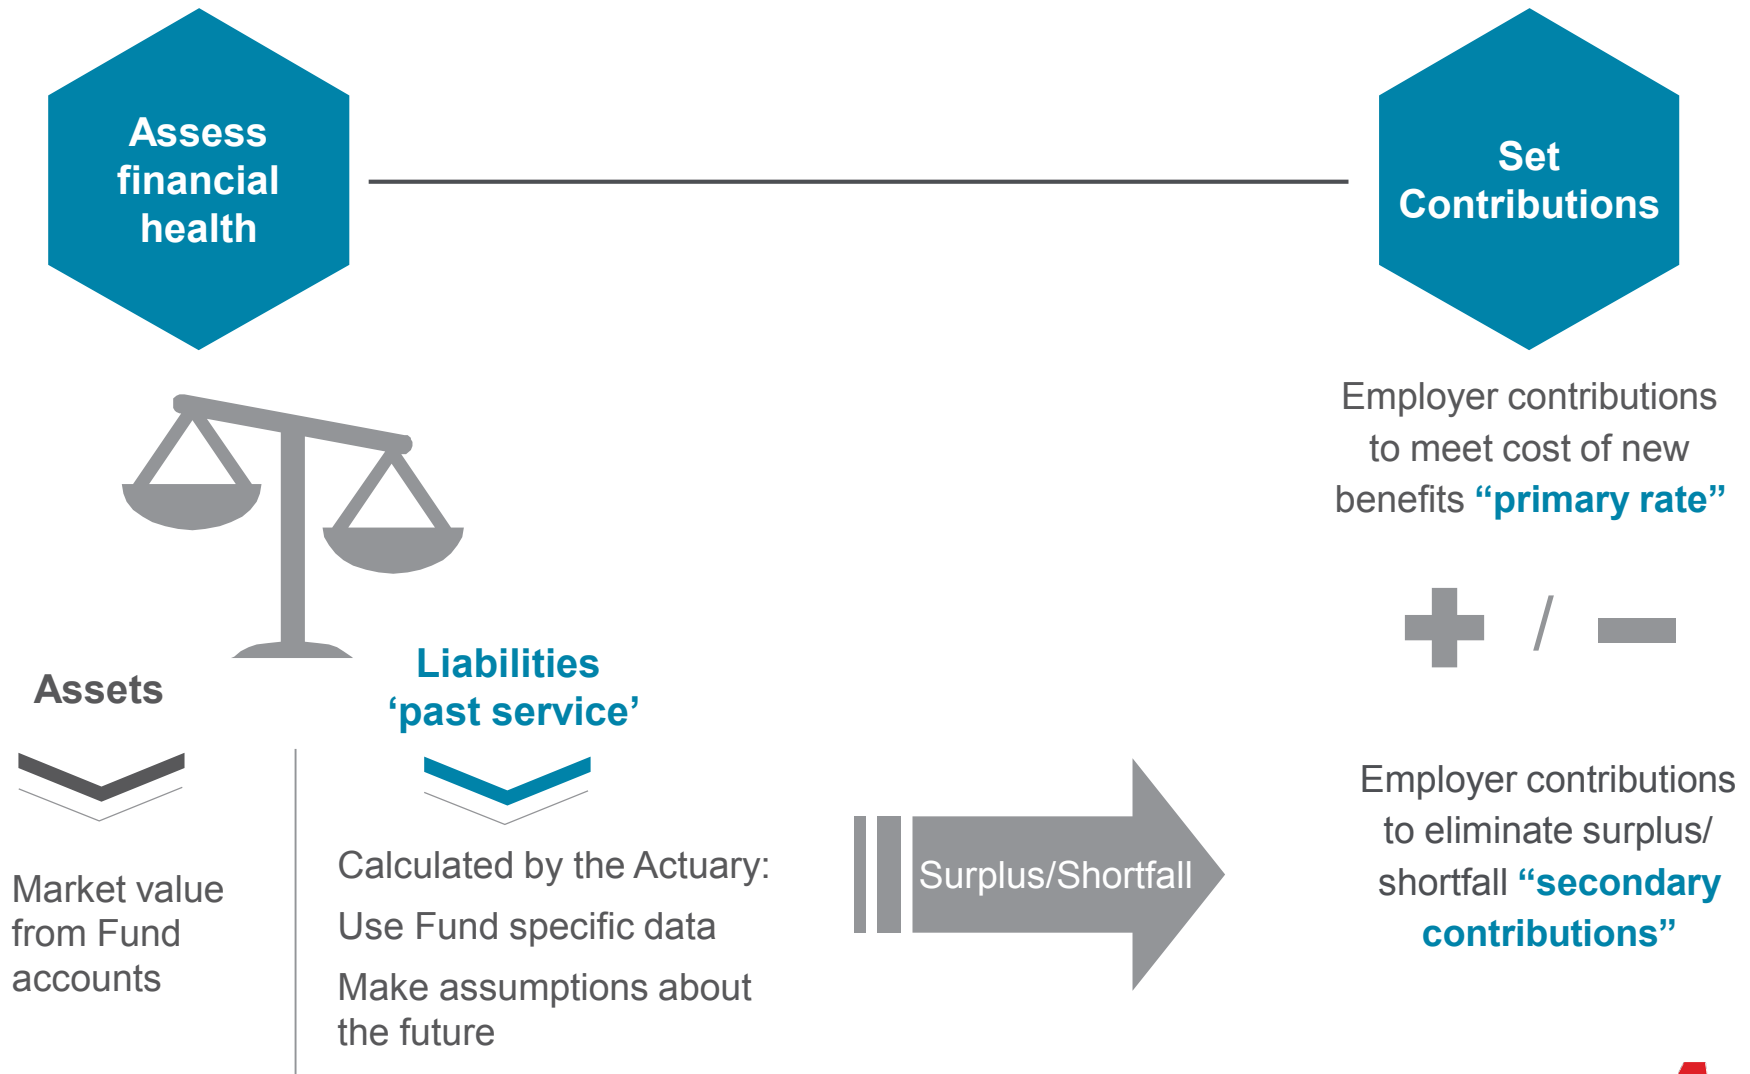 Assess
financial
health
Set
Contributions
Assets
Market value
from Fund
accounts
Liabilities
‘past service’
Calculated by the Actuary:
Use Fund specific data
Make assumptions about
the future
Surplus/Shortfall
Employer contributions
to meet cost of new
benefits “primary rate”
+ / −
Employer contributions
to eliminate surplus/
shortfall “secondary
contributions”